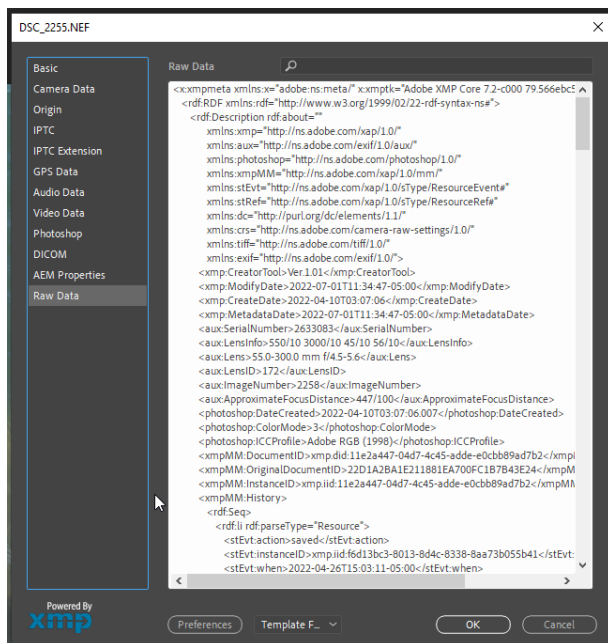 DSC_2255.NEF
Basic
Camera Data
Origin
IPTC
IPTC Extension
GPS Data
Audio Data
Video Data
Photoshop
DICOM
AEM Properties
Raw Data
Raw Data
<x:xmpmeta xmlns:x="adobe:ns:meta/" x:xmptk="Adobe XMP Core 7.2-c000 79.566ebc5
<rdf:RDF xmlns:rdf="http://www.w3.org/1999/02/22-rdf-syntax-ns#">
<rdf:Description rdf:about=""
xmlns:xmp="http://ns.adobe.com/xap/1.0/"
xmlns:aux="http://ns.adobe.com/exif/1.0/aux/"
xmlns:photoshop="http://ns.adobe.com/photoshop/1.0/"
xmlns:xmpMM="http://ns.adobe.com/xap/1.0/mm/"
xmlns:stEvt="http://ns.adobe.com/xap/1.0/sType/ResourceEvent#"
xmlns:stRef="http://ns.adobe.com/xap/1.0/sType/ResourceRef#"
xmlns:dc="http://purl.org/dc/elements/1.1/"
xmlns:crs="http://ns.adobe.com/camera-raw-settings/1.0/"
xmlns:tiff="http://ns.adobe.com/tiff/1.0/"
xmlns:exif="http://ns.adobe.com/exif/1.0/">
<xmp:CreatorTool>Ver.1.01</xmp:CreatorTool>
<xmp:ModifyDate>2022-07-01T11:34:47-05:00</xmp:ModifyDate>
<xmp:CreateDate>2022-04-10T03:07:06</xmp:CreateDate>
<xmp:MetadataDate>2022-07-01T11:34:47-05:00</xmp:MetadataDate>
<aux:SerialNumber>2633083</aux:SerialNumber>
<aux:LensInfo>550/10 3000/10 45/10 56/10</aux:LensInfo>
<aux:Lens>55.0-300.0 mm f/4.5-5.6</aux:Lens>
<aux:LensID>172</aux:LensID>
<aux:ImageNumber>2258</aux:ImageNumber>
<aux:ApproximateFocusDistance>447/100</aux:ApproximateFocusDistance>
<photoshop:DateCreated>2022-04-10T03:07:06.007</photoshop:DateCreated>
<photoshop:ColorMode>3</photoshop:ColorMode>
<photoshop:ICCProfile>Adobe RGB (1998)</photoshop:ICCProfile>
<xmpMM:DocumentID>xmp.did:11e2a447-04d7-4c45-adde-e0cbb89ad7b2</xmpl
<xmpMM:OriginalDocumentID>22D1A2BA1E211881EA700FC1B7B43E24</xmpM
<xmpMM:InstanceID>xmp.iid:11e2a447-04d7-4c45-adde-e0cbb89ad7b2</xmpMM
<xmpMM:History>
<rdf:Seq>
<rdf:li rdf:parseType="Resource">
<stEvt:action>saved</stEvt:action>
<stEvt:instanceID>xmp.iid:f6d13bc3-8013-8d4c-8338-8aa73b055b41</stEvt:
<stEvt:when>2022-04-26T15:03:11-05:00</stEvt:when>
Powered By
xmp
Preferences
Template F...
OK
Cancel